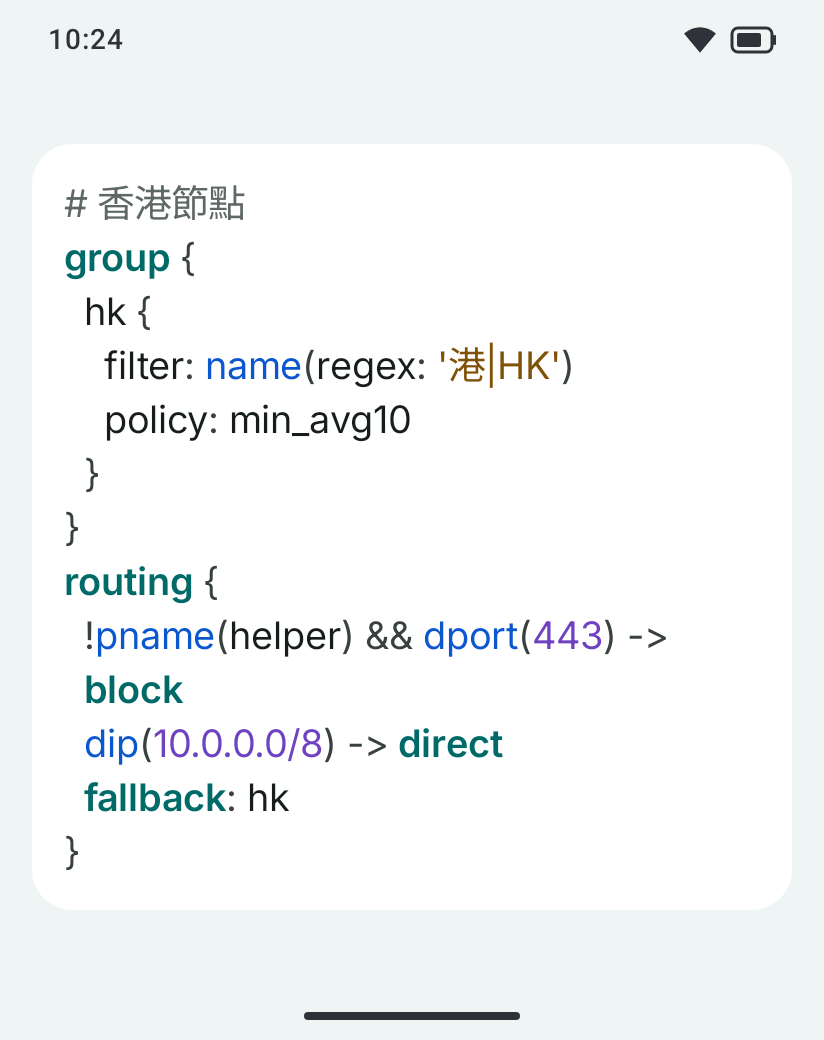 10:24
# 香港節點
group {
  hk {
    filter: name(regex: '港|HK')
    policy: min_avg10
  }
}
routing {
  !pname(helper) && dport(443) ->
  block
  dip(10.0.0.0/8) -> direct
  fallback: hk
}